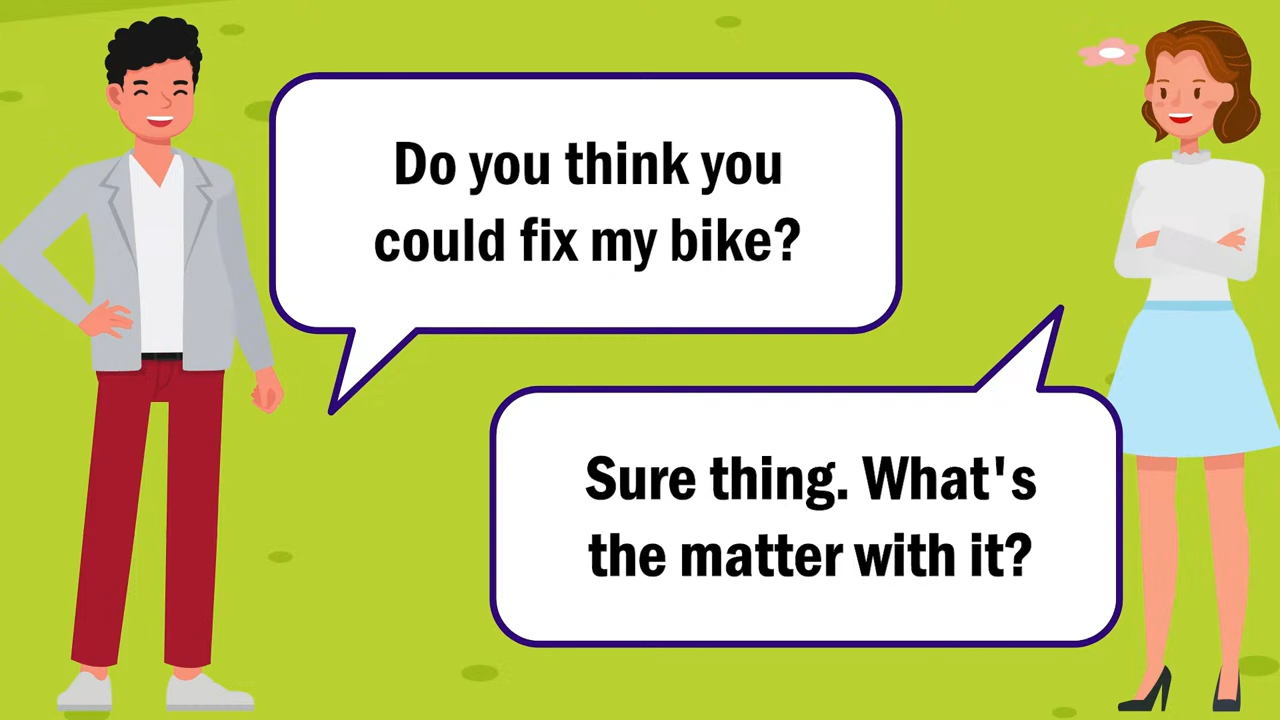 Do you think you
could fix my bike?
Sure thing. What's
the matter with it?